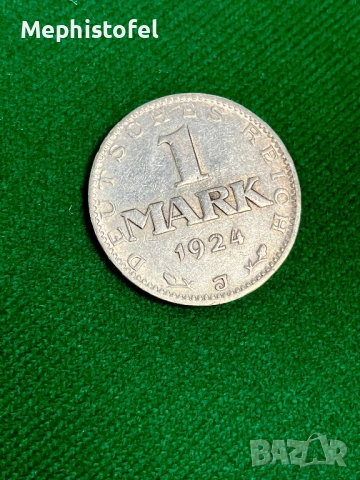 Mephistofel
DEUTSCHES REICH
1
MARK
1924
J
BAZAR